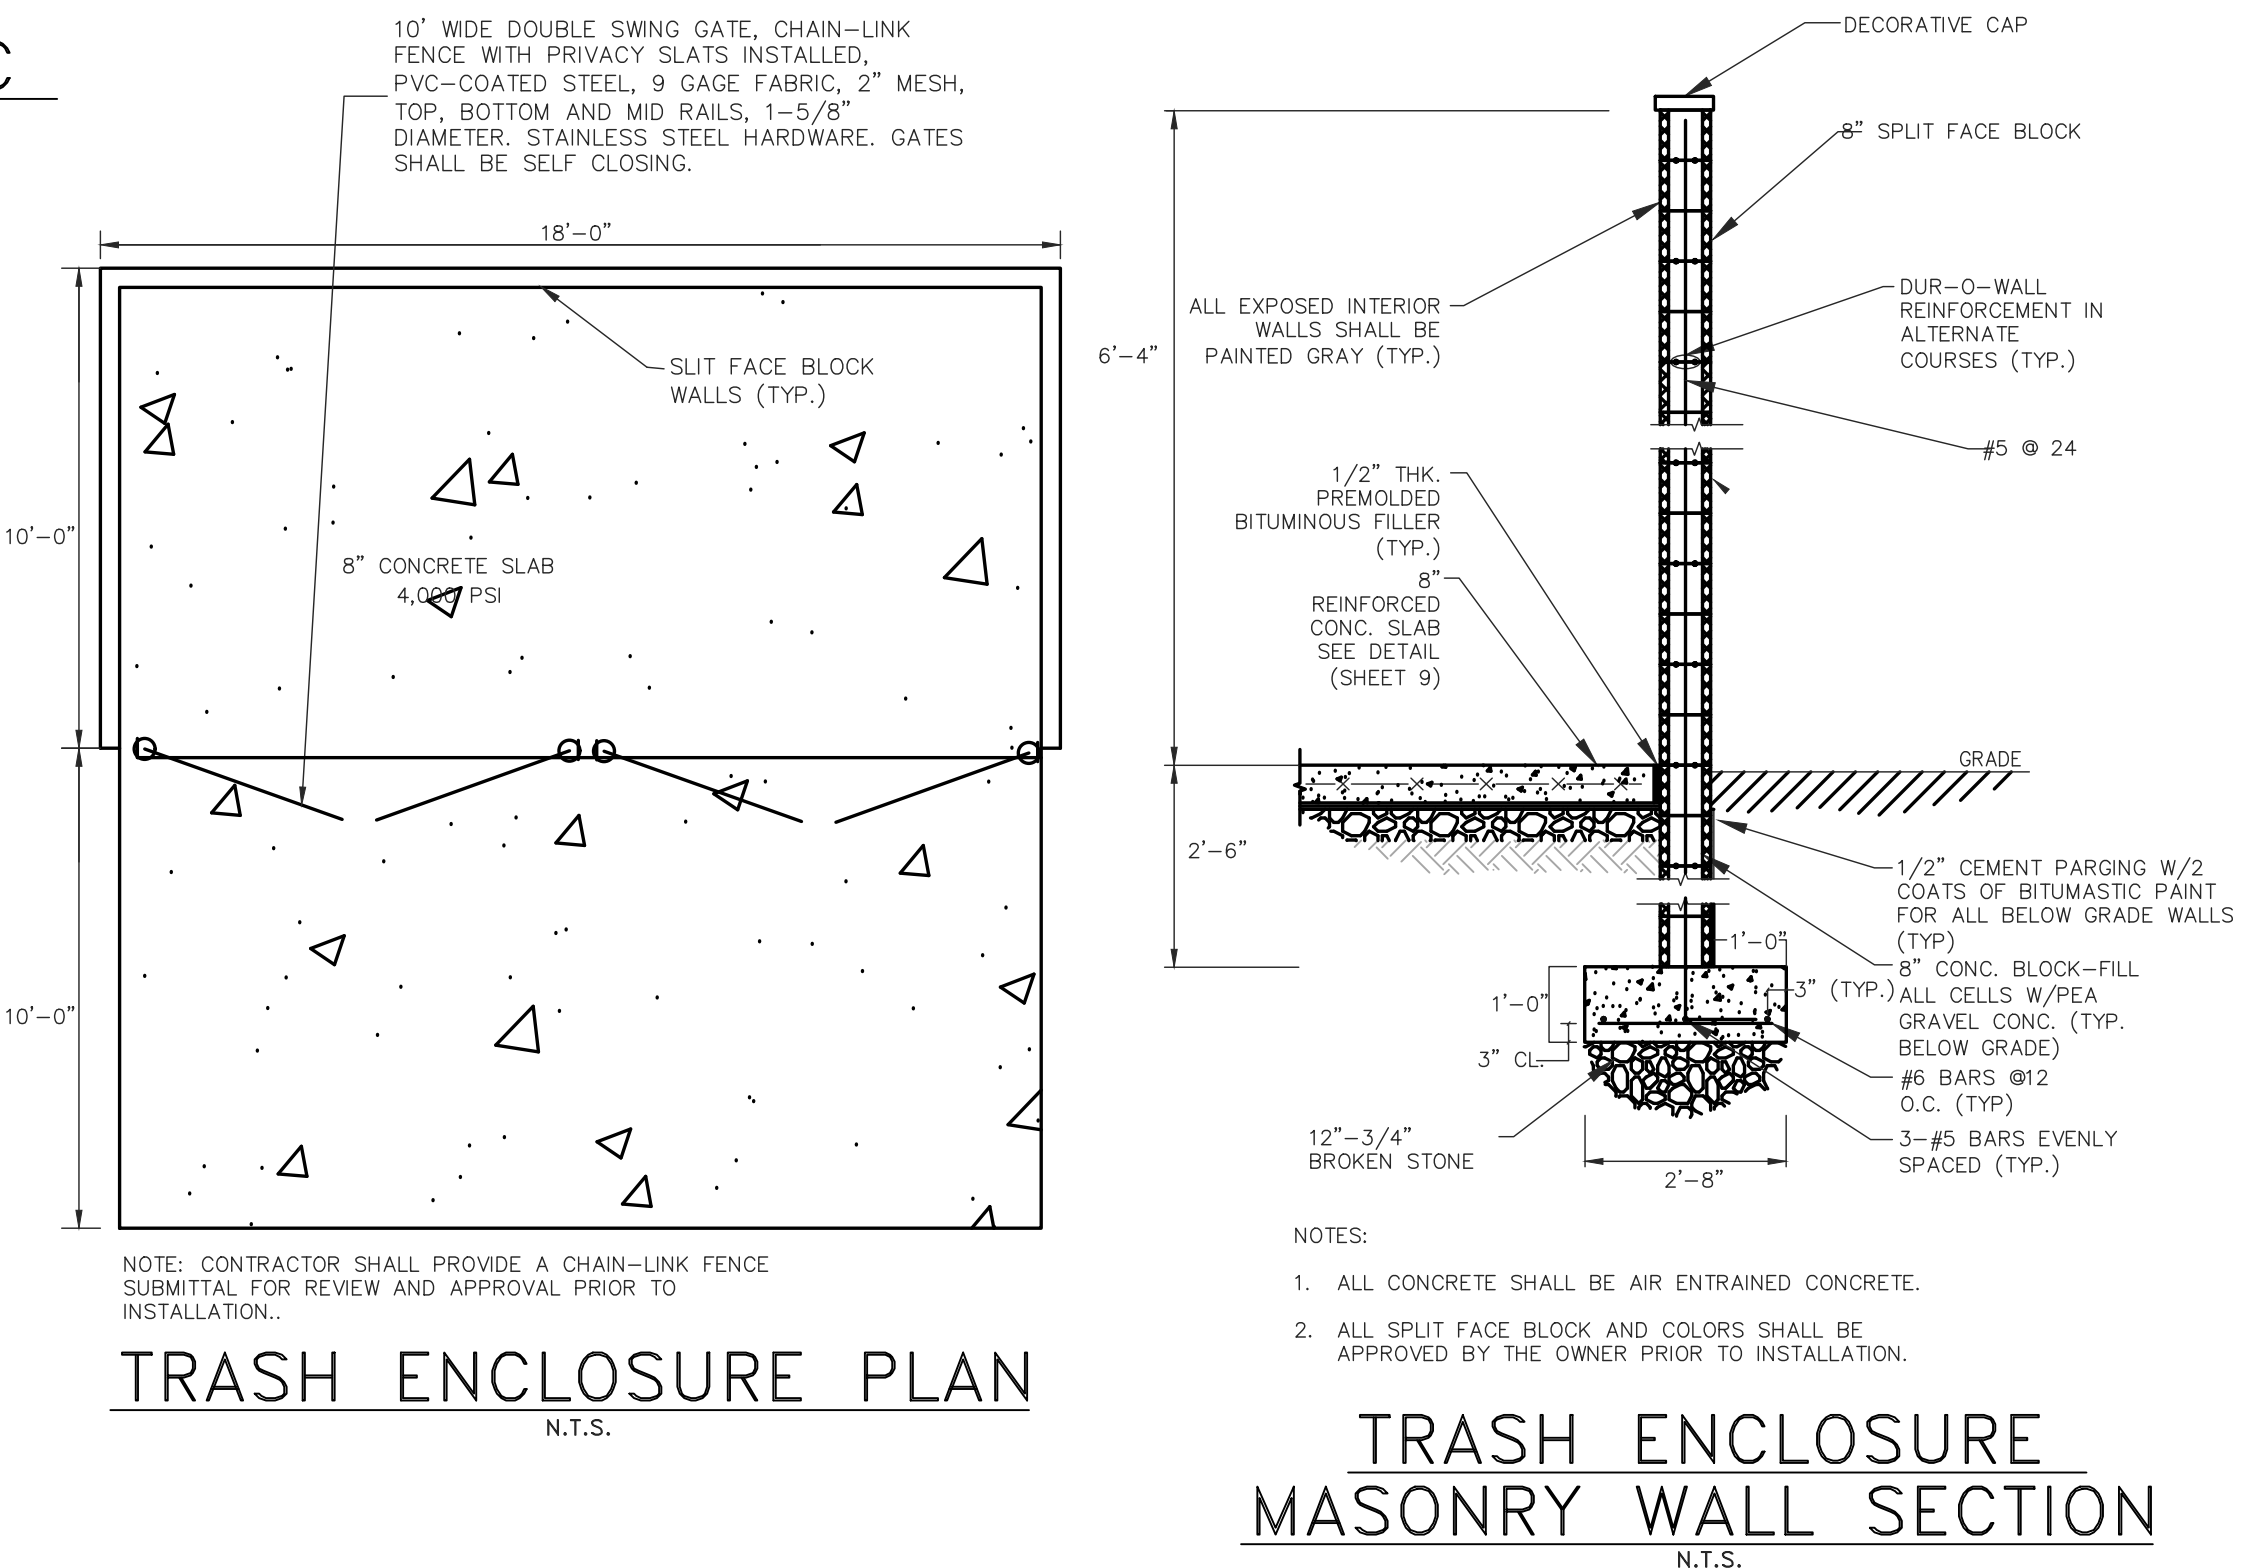 C
10' WIDE DOUBLE SWING GATE, CHAIN-LINK
FENCE WITH PRIVACY SLATS INSTALLED,
PVC-COATED STEEL, 9 GAGE FABRIC, 2" MESH,
TOP, BOTTOM AND MID RAILS, 1-5/8"
DIAMETER. STAINLESS STEEL HARDWARE. GATES
SHALL BE SELF CLOSING.
18'-0"
SLIT FACE BLOCK
WALLS (TYP.)
10'-0"
8" CONCRETE SLAB
4,000 PSI
10'-0"
NOTE: CONTRACTOR SHALL PROVIDE A CHAIN-LINK FENCE
SUBMITTAL FOR REVIEW AND APPROVAL PRIOR TO
INSTALLATION..
TRASH ENCLOSURE PLAN
N.T.S.
DECORATIVE CAP
8" SPLIT FACE BLOCK
ALL EXPOSED INTERIOR
WALLS SHALL BE
PAINTED GRAY (TYP.)
6'-4"
DUR-O-WALL
REINFORCEMENT IN
ALTERNATE
COURSES (TYP.)
#5 @ 24
1/2" THK.
PREMOLDED
BITUMINOUS FILLER
(TYP.)
8"
REINFORCED
CONC. SLAB
SEE DETAIL
(SHEET 9)
GRADE
2'-6"
1/2" CEMENT PARGING W/2
COATS OF BITUMASTIC PAINT
FOR ALL BELOW GRADE WALLS
(TYP)
1'-0"
8" CONC. BLOCK-FILL
ALL CELLS W/PEA
GRAVEL CONC. (TYP.
BELOW GRADE)
3" (TYP.)
1'-0"
3" CL.
#6 BARS @12
O.C. (TYP)
3-#5 BARS EVENLY
SPACED (TYP.)
12"-3/4"
BROKEN STONE
2'-8"
NOTES:
1. ALL CONCRETE SHALL BE AIR ENTRAINED CONCRETE.
2. ALL SPLIT FACE BLOCK AND COLORS SHALL BE
APPROVED BY THE OWNER PRIOR TO INSTALLATION.
TRASH ENCLOSURE
MASONRY WALL SECTION
N.T.S.